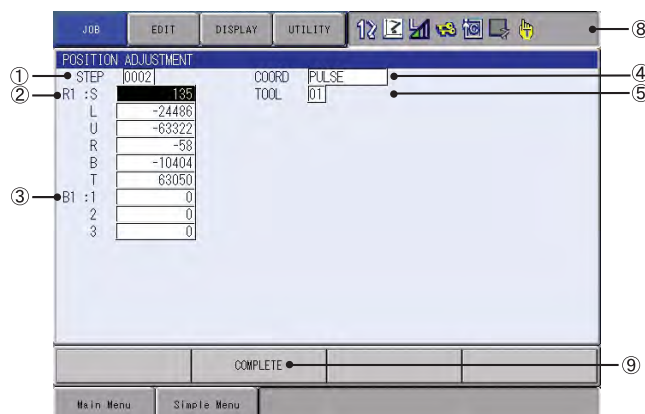 JOB EDIT DISPLAY UTILITY ⑧
POSITION ADJUSTMENT
① STEP 0002 COORD PULSE ④
② R1 :S 135 TOOL 01 ⑤
L -24486
U -63322
R -58
B -10404
T 63050
③ B1 :1 0
2 0
3 0
COMPLETE ⑨
Main Menu Simple Menu